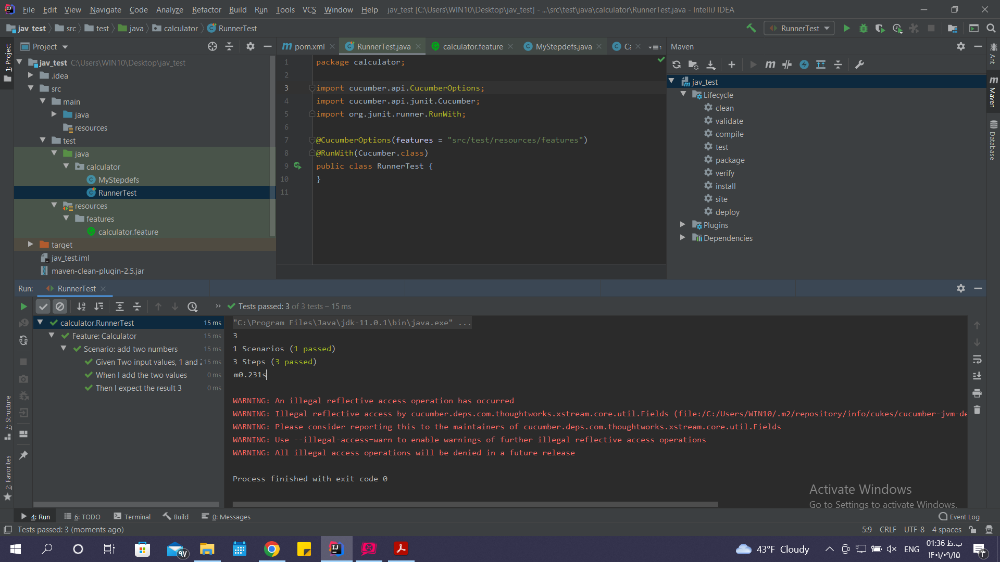 File Edit View Navigate Code Analyze Refactor Build Run Tools VCS Window Help jav_test [C:\Users\WIN10\Desktop\jav_test] - ...\src\test\java\calculator\RunnerTest.java - IntelliJ IDEA
jav_test src test java calculator RunnerTest RunnerTest
1: Project
Project
pom.xml RunnerTest.java calculator.feature MyStepdefs.java Ca
Maven
jav_test C:\Users\WIN10\Desktop\jav_test
.idea
src
main
java
resources
test
java
calculator
MyStepdefs
RunnerTest
resources
features
calculator.feature
target
jav_test.iml
maven-clean-plugin-2.5.jar
1 package calculator;
2
3 import cucumber.api.CucumberOptions;
4 import cucumber.api.junit.Cucumber;
5 import org.junit.runner.RunWith;
6
7 @CucumberOptions(features = "src/test/resources/features")
8 @RunWith(Cucumber.class)
9 public class RunnerTest {
10 }
11
jav_test
Lifecycle
clean
validate
compile
test
package
verify
install
site
deploy
Plugins
Dependencies
Ant
Maven
Database
Run: RunnerTest
Tests passed: 3 of 3 tests – 15 ms
calculator.RunnerTest 15 ms
Feature: Calculator 15 ms
Scenario: add two numbers 15 ms
Given Two input values, 1 and 2 15 ms
When I add the two values 0 ms
Then I expect the result 3 0 ms
"C:\Program Files\Java\jdk-11.0.1\bin\java.exe" ...
3
1 Scenarios (1 passed)
3 Steps (3 passed)
m0.231s
WARNING: An illegal reflective access operation has occurred
WARNING: Illegal reflective access by cucumber.deps.com.thoughtworks.xstream.core.util.Fields (file:/C:/Users/WIN10/.m2/repository/info/cukes/cucumber-jvm-de
WARNING: Please consider reporting this to the maintainers of cucumber.deps.com.thoughtworks.xstream.core.util.Fields
WARNING: Use --illegal-access=warn to enable warnings of further illegal reflective access operations
WARNING: All illegal access operations will be denied in a future release
Process finished with exit code 0
7: Structure
2: Favorites
Activate Windows
Go to Settings to activate Windows.
4: Run 6: TODO Terminal Build 0: Messages Event Log
Tests passed: 3 (moments ago) 5:9 CRLF UTF-8 4 spaces
۹۷
43°F Cloudy ENG
01:36 ب.ظ
۱۴۰۱/۰۹/۱۵
۳